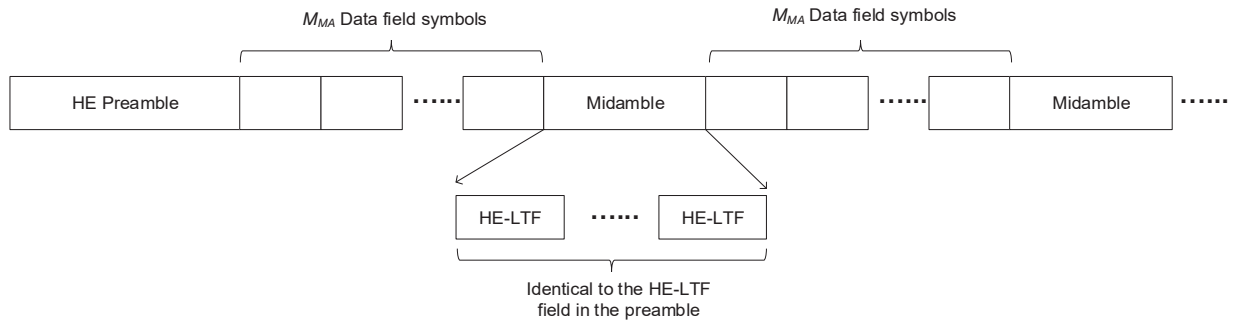 M_MA Data field symbols
M_MA Data field symbols
HE Preamble
......
Midamble
......
Midamble
......
HE-LTF
......
HE-LTF
Identical to the HE-LTF
field in the preamble